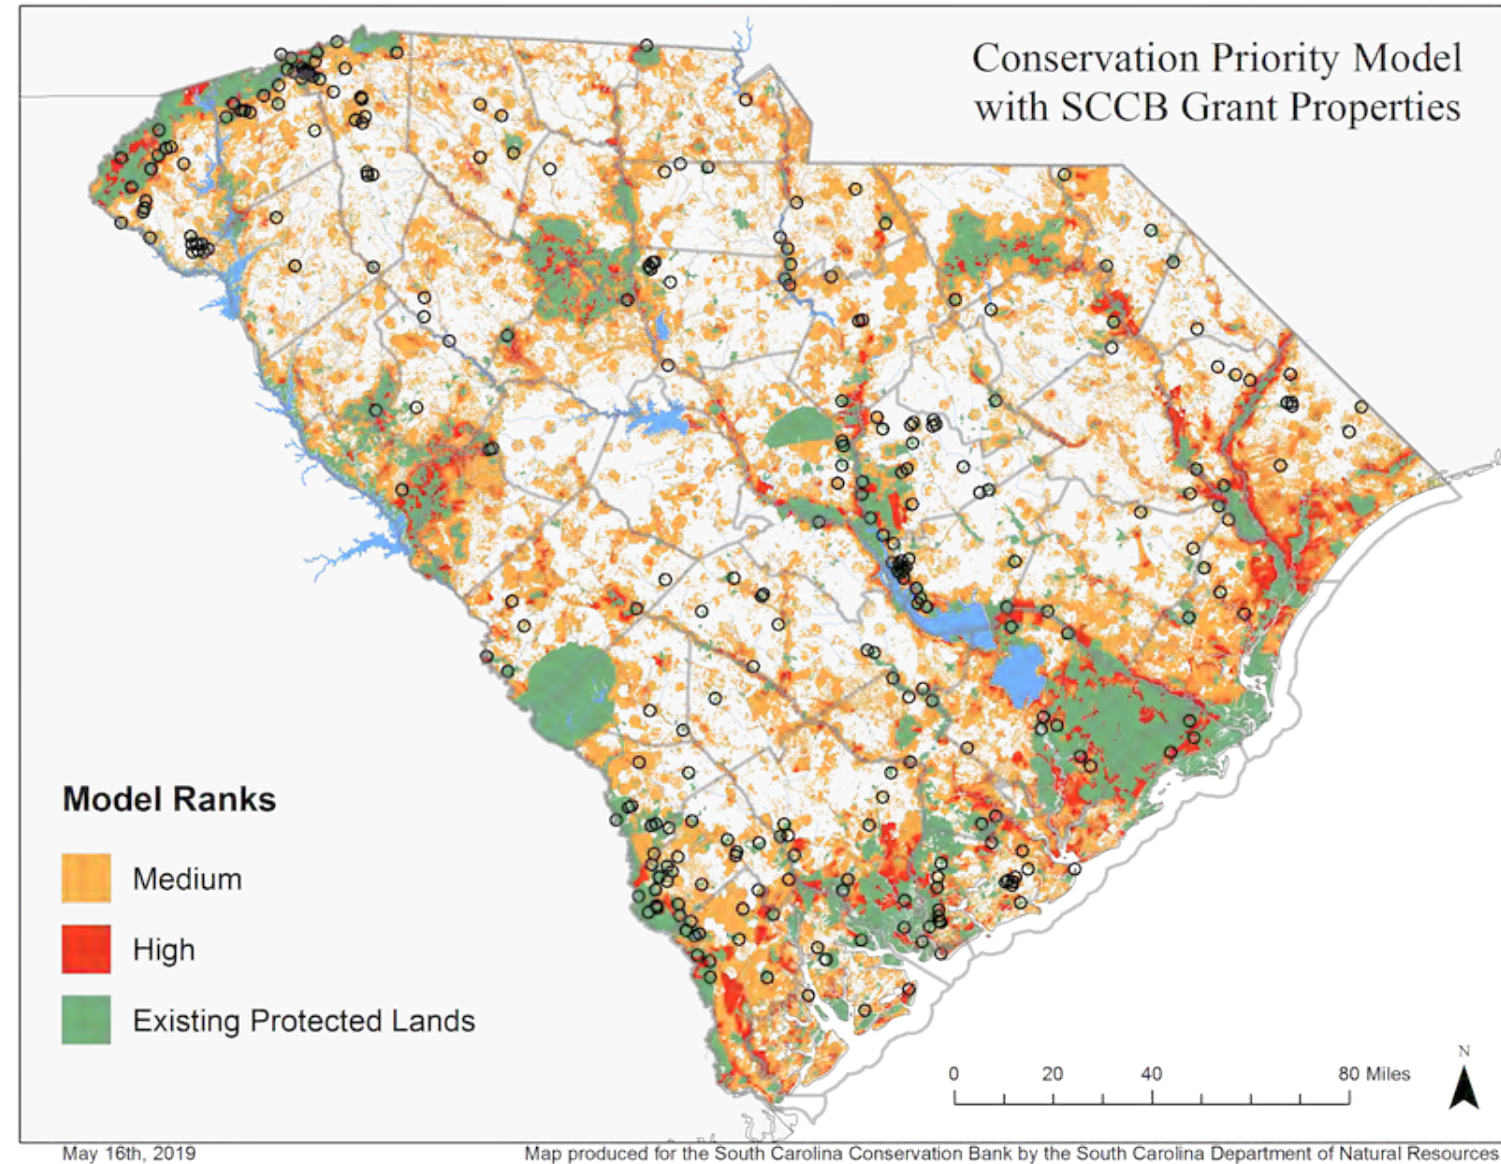 Conservation Priority Model
with SCCB Grant Properties
Model Ranks
Medium
High
Existing Protected Lands
N
0 20 40 80 Miles
May 16th, 2019
Map produced for the South Carolina Conservation Bank by the South Carolina Department of Natural Resources